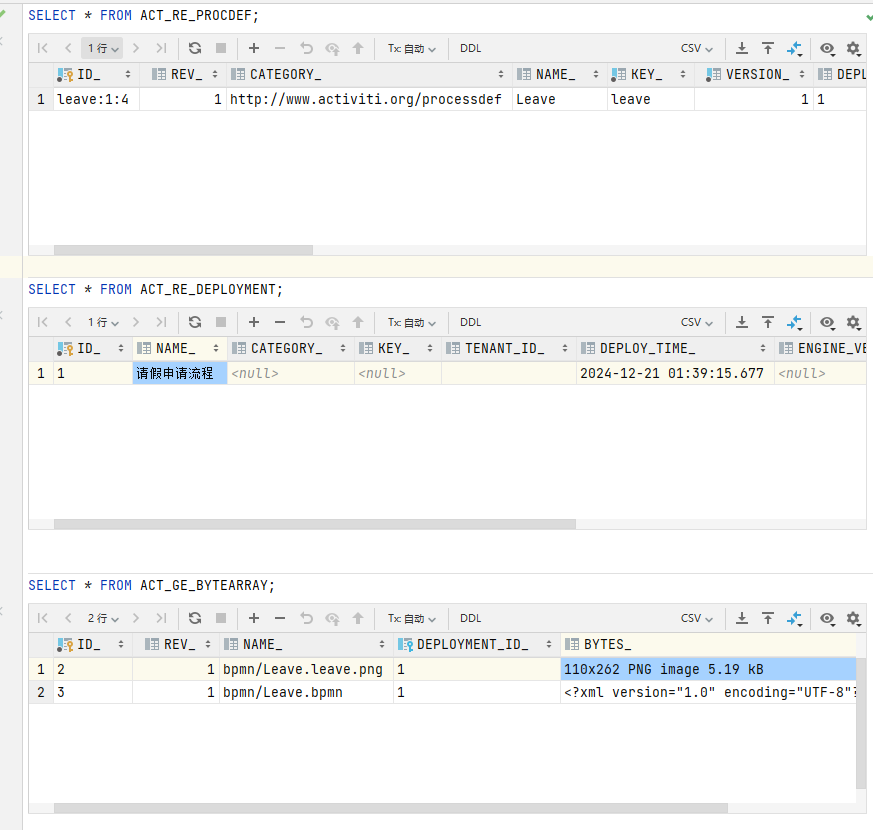 SELECT * FROM ACT_RE_PROCDEF;
1 行 Tx: 自动 DDL CSV
ID_ REV_ CATEGORY_ NAME_ KEY_ VERSION_ DEPL
1 leave:1:4 1 http://www.activiti.org/processdef Leave leave 1 1
SELECT * FROM ACT_RE_DEPLOYMENT;
1 行 Tx: 自动 DDL CSV
ID_ NAME_ CATEGORY_ KEY_ TENANT_ID_ DEPLOY_TIME_ ENGINE_VE
1 1 请假申请流程 <null> <null> 2024-12-21 01:39:15.677 <null>
SELECT * FROM ACT_GE_BYTEARRAY;
2 行 Tx: 自动 DDL CSV
ID_ REV_ NAME_ DEPLOYMENT_ID_ BYTES_
1 2 1 bpmn/Leave.leave.png 1 110x262 PNG image 5.19 kB
2 3 1 bpmn/Leave.bpmn 1 <?xml version="1.0" encoding="UTF-8"?